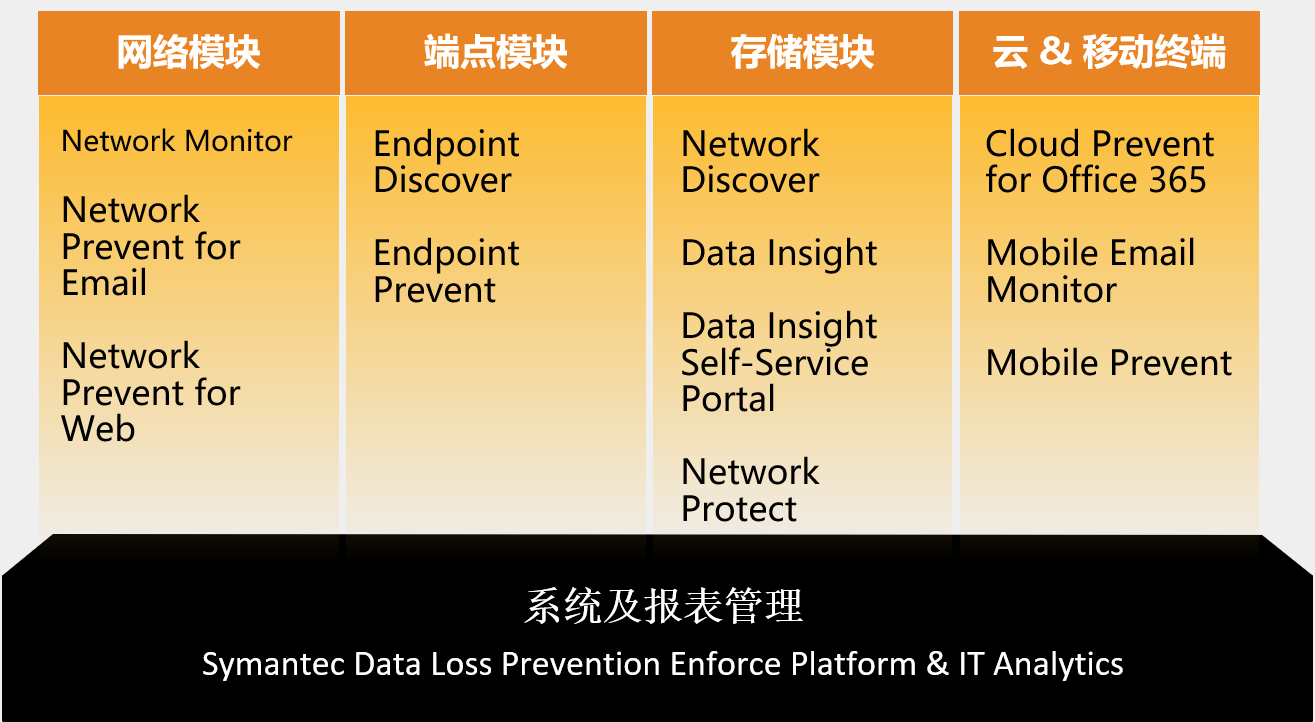 网络模块
Network Monitor
Network
Prevent for
Email
Network
Prevent for
Web
端点模块
Endpoint
Discover
Endpoint
Prevent
存储模块
Network
Discover
Data Insight
Data Insight
Self-Service
Portal
Network
Protect
云 & 移动终端
Cloud Prevent
for Office 365
Mobile Email
Monitor
Mobile Prevent
系统及报表管理
Symantec Data Loss Prevention Enforce Platform & IT Analytics